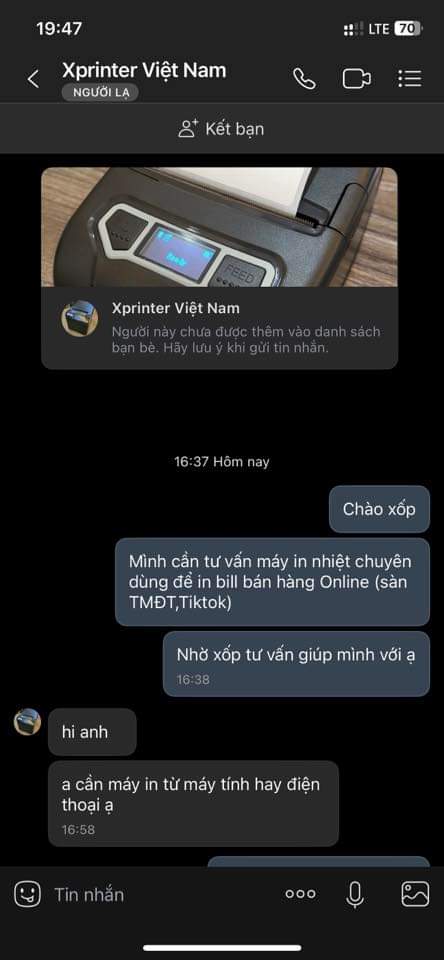 19:47
LTE 70
Xprinter Việt Nam
NGƯỜI LẠ
Kết bạn
FEED
Xprinter Việt Nam
Người này chưa được thêm vào danh sách
bạn bè. Hãy lưu ý khi gửi tin nhắn.
16:37 Hôm nay
Chào xốp
Mình cần tư vấn máy in nhiệt chuyên
dùng để in bill bán hàng Online (sàn
TMĐT,Tiktok)
Nhờ xốp tư vấn giúp mình với ạ
16:38
hi anh
a cần máy in từ máy tính hay điện
thoại ạ
16:58
Tin nhắn